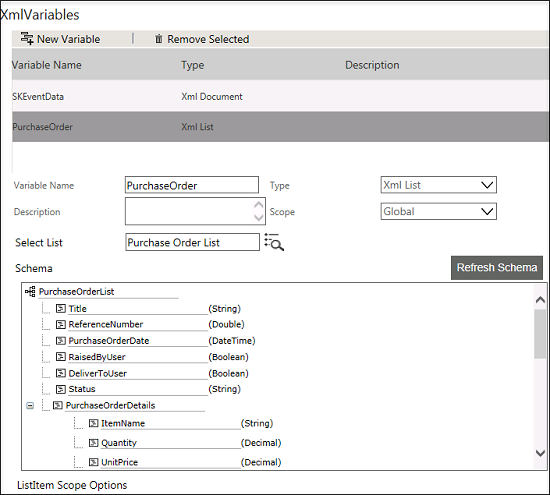 XmlVariables
New Variable Remove Selected
Variable Name Type Description
SKEventData Xml Document
PurchaseOrder Xml List
Variable Name PurchaseOrder Type Xml List
Description Scope Global
Select List Purchase Order List
Schema Refresh Schema
PurchaseOrderList
Title (String)
ReferenceNumber (Double)
PurchaseOrderDate (DateTime)
RaisedByUser (Boolean)
DeliverToUser (Boolean)
Status (String)
PurchaseOrderDetails
ItemName (String)
Quantity (Decimal)
UnitPrice (Decimal)
ListItem Scope Options